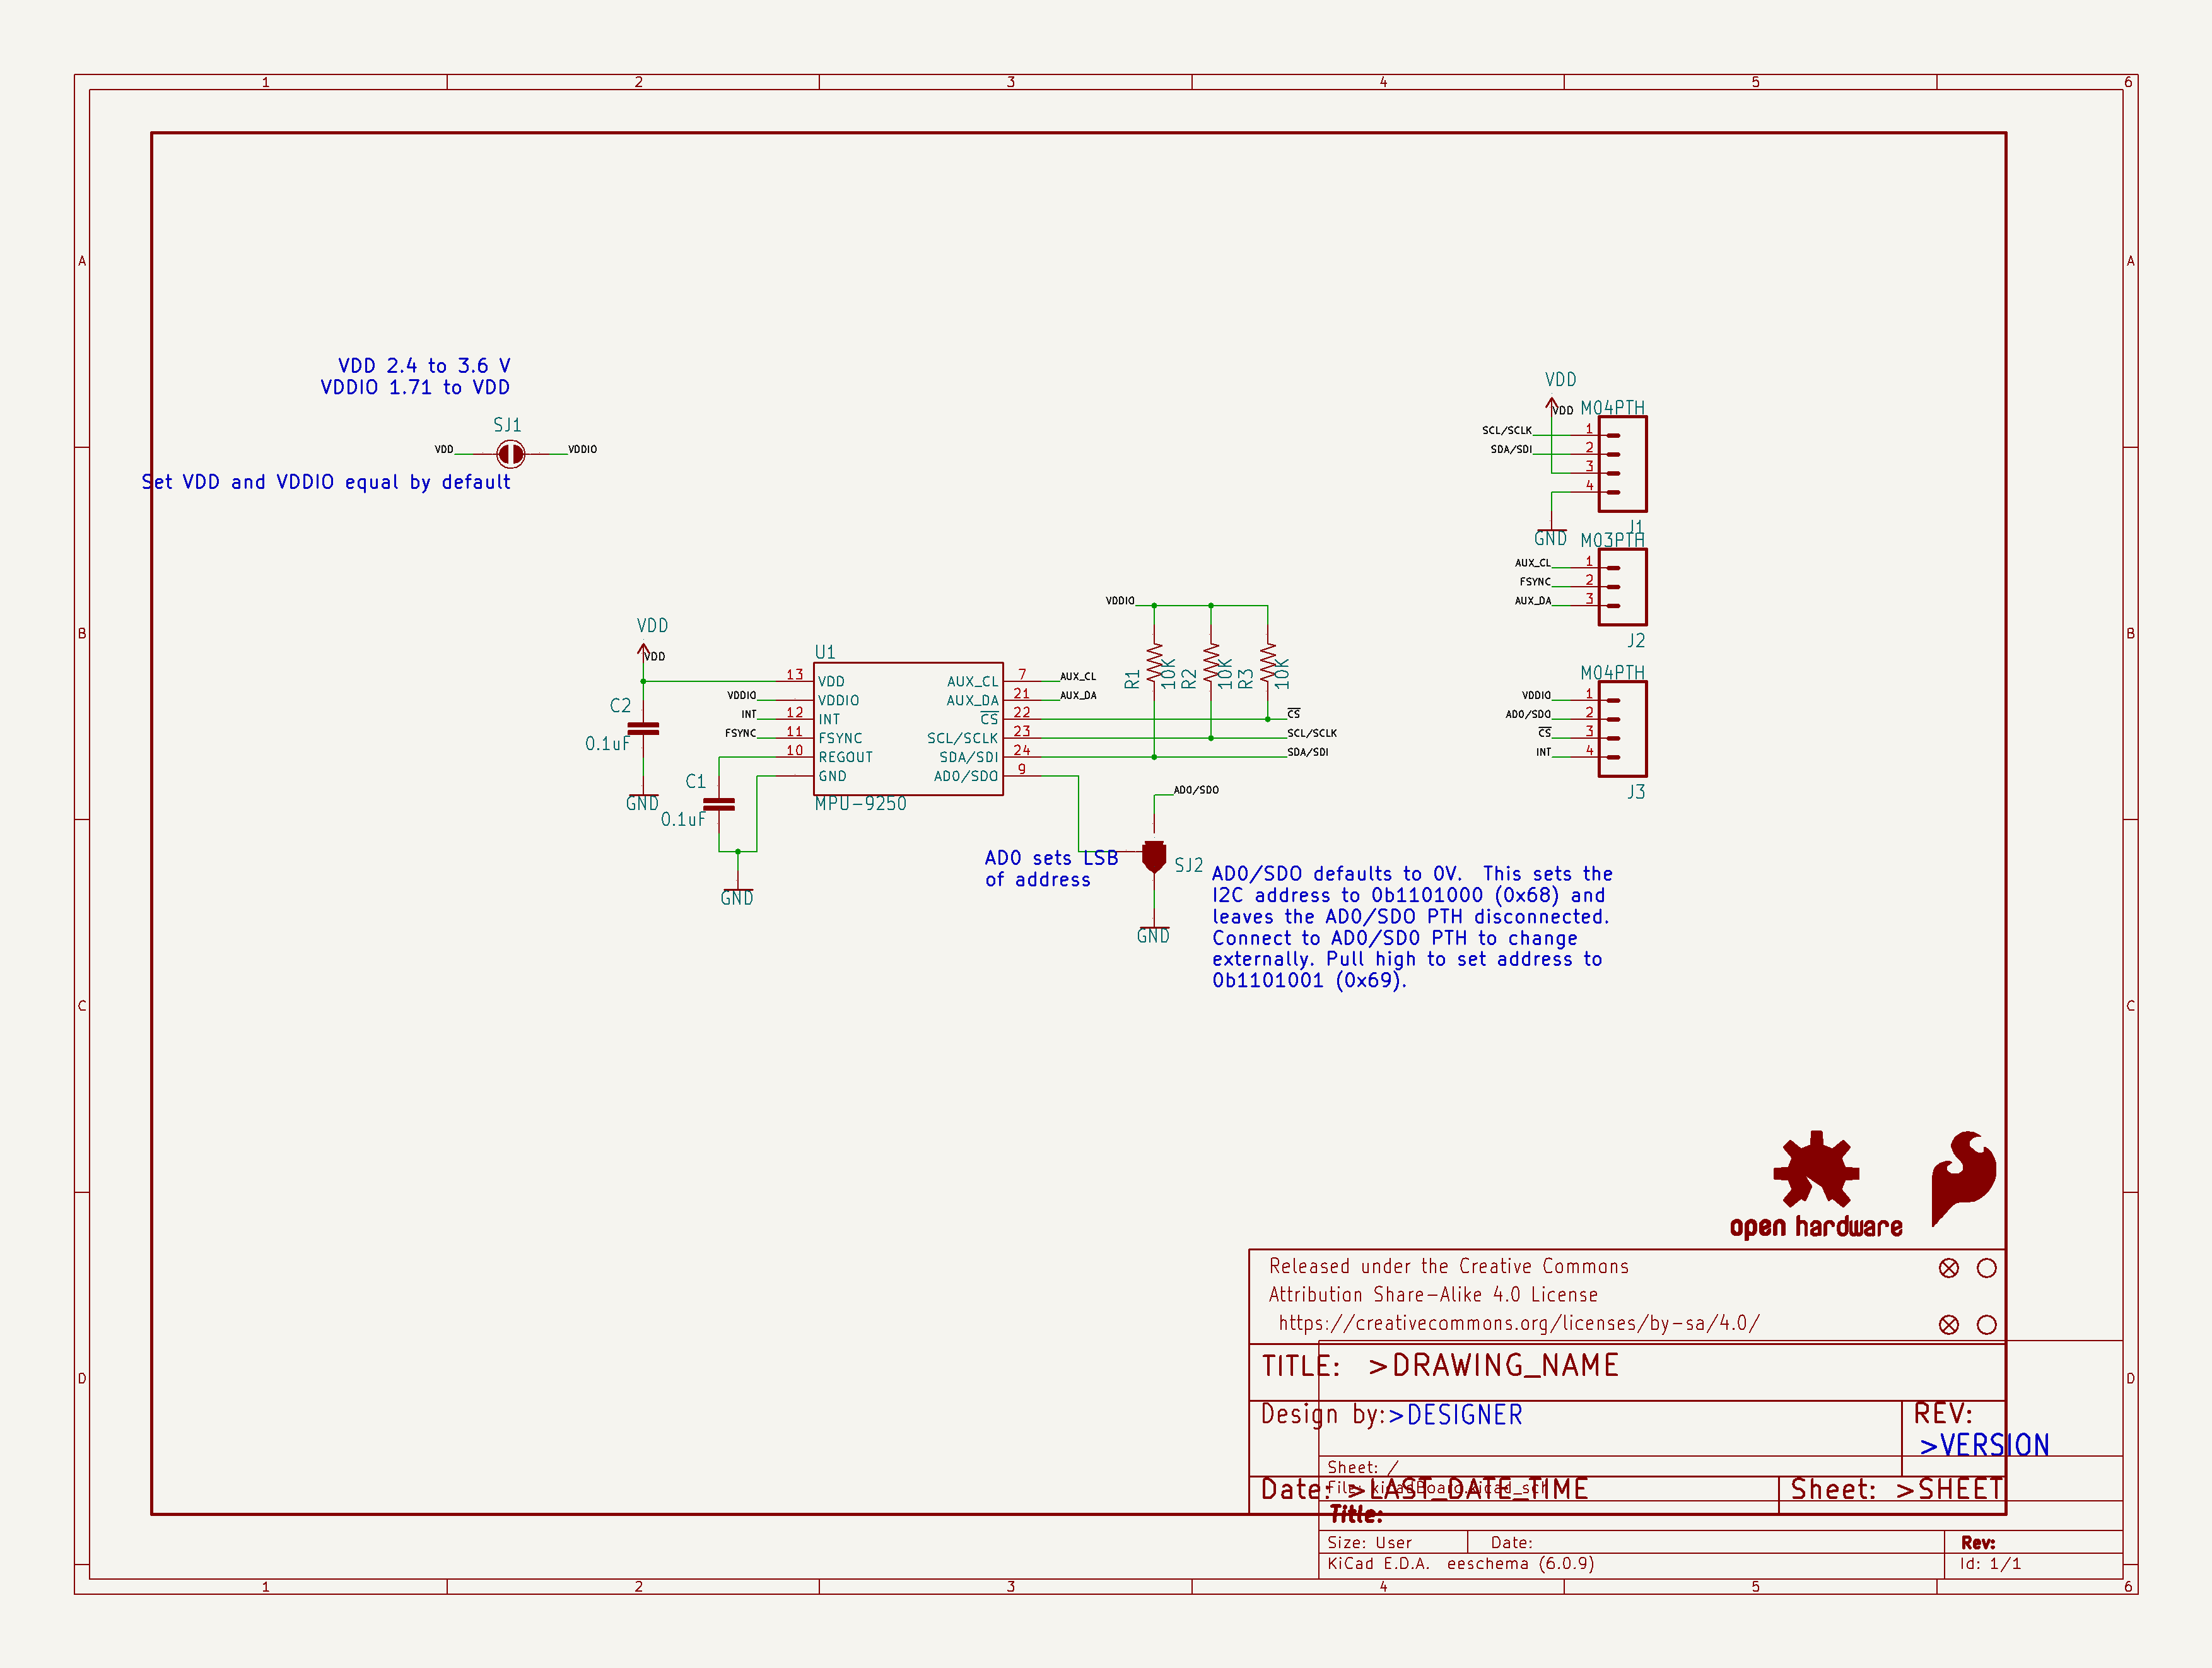 1 2 3 4 5 6
A A
VDD 2.4 to 3.6 V
VDDIO 1.71 to VDD
SJ1
VDD VDDIO
Set VDD and VDDIO equal by default
VDD
VDD M04PTH
SCL/SCLK 1
SDA/SDI 2
3
4
J1
GND M03PTH
AUX_CL 1
FSYNC 2
AUX_DA 3
J2
B B
VDD
VDD
C2
0.1uF
GND
C1
0.1uF
GND
U1
13 VDD
VDDIO VDDIO
INT 12 INT
FSYNC 11 FSYNC
10 REGOUT
GND
AUX_CL 7 AUX_CL
AUX_DA 21 AUX_DA
CS 22 CS
SCL/SCLK 23 SCL/SCLK
SDA/SDI 24 SDA/SDI
AD0/SDO 9
MPU-9250
VDDIO
R1 10K
R2 10K
R3 10K
M04PTH
VDDIO 1
AD0/SDO 2
CS 3
INT 4
J3
AD0/SDO
SJ2
GND
AD0 sets LSB
of address
AD0/SDO defaults to 0V.  This sets the
I2C address to 0b1101000 (0x68) and
leaves the AD0/SDO PTH disconnected.
Connect to AD0/SD0 PTH to change
externally. Pull high to set address to
0b1101001 (0x69).
C C
open hardware
Released under the Creative Commons
Attribution Share-Alike 4.0 License
https://creativecommons.org/licenses/by-sa/4.0/
TITLE: >DRAWING_NAME
D D
Design by: >DESIGNER
REV:
>VERSION
Sheet: /
File: kicadBoard.kicad_sch
Date: >LAST_DATE_TIME
Sheet: >SHEET
Title:
Size: User Date: Rev:
KiCad E.D.A.  eeschema (6.0.9) Id: 1/1
1 2 3 4 5 6